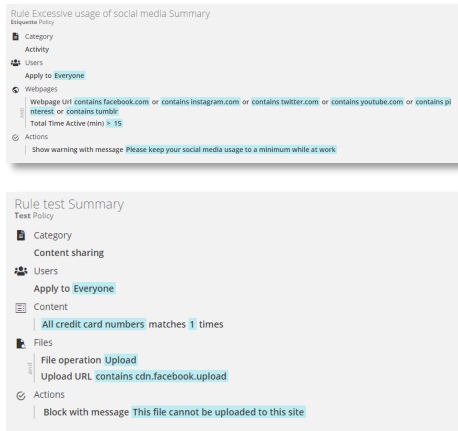 Rule Excessive usage of social media Summary
Etiquette Policy
Category
Activity
Users
Apply to Everyone
Webpages
Webpage Url contains facebook.com or contains instagram.com or contains twitter.com or contains youtube.com or contains pi
nterest or contains tumblr
and
Total Time Active (min) > 15
Actions
Show warning with message Please keep your social media usage to a minimum while at work
Rule test Summary
Test Policy
Category
Content sharing
Users
Apply to Everyone
Content
All credit card numbers matches 1 times
Files
File operation Upload
and
Upload URL contains cdn.facebook.upload
Actions
Block with message This file cannot be uploaded to this site